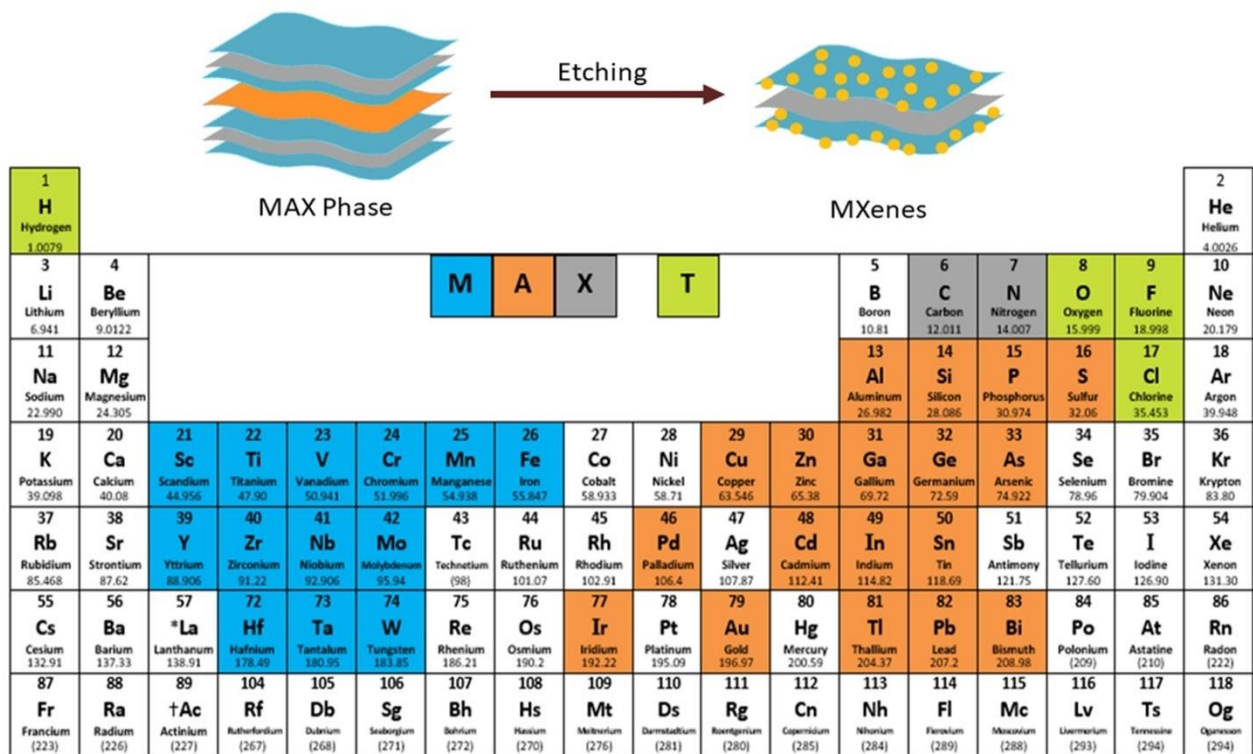 Etching
MAX Phase
MXenes
1
H
Hydrogen
1.0079
2
He
Helium
4.0026
3
Li
Lithium
6.941
4
Be
Beryllium
9.0122
M
A
X
T
5
B
Boron
10.81
6
C
Carbon
12.011
7
N
Nitrogen
14.007
8
O
Oxygen
15.999
9
F
Fluorine
18.998
10
Ne
Neon
20.179
11
Na
Sodium
22.990
12
Mg
Magnesium
24.305
13
Al
Aluminum
26.982
14
Si
Silicon
28.086
15
P
Phosphorus
30.974
16
S
Sulfur
32.06
17
Cl
Chlorine
35.453
18
Ar
Argon
39.948
19
K
Potassium
39.098
20
Ca
Calcium
40.08
21
Sc
Scandium
44.956
22
Ti
Titanium
47.90
23
V
Vanadium
50.941
24
Cr
Chromium
51.996
25
Mn
Manganese
54.938
26
Fe
Iron
55.847
27
Co
Cobalt
58.933
28
Ni
Nickel
58.71
29
Cu
Copper
63.546
30
Zn
Zinc
65.38
31
Ga
Gallium
69.72
32
Ge
Germanium
72.59
33
As
Arsenic
74.922
34
Se
Selenium
78.96
35
Br
Bromine
79.904
36
Kr
Krypton
83.80
37
Rb
Rubidium
85.468
38
Sr
Strontium
87.62
39
Y
Yttrium
88.906
40
Zr
Zirconium
91.22
41
Nb
Niobium
92.906
42
Mo
Molybdenum
95.94
43
Tc
Technetium
(98)
44
Ru
Ruthenium
101.07
45
Rh
Rhodium
102.91
46
Pd
Palladium
106.4
47
Ag
Silver
107.87
48
Cd
Cadmium
112.41
49
In
Indium
114.82
50
Sn
Tin
118.69
51
Sb
Antimony
121.75
52
Te
Tellurium
127.60
53
I
Iodine
126.90
54
Xe
Xenon
131.30
55
Cs
Cesium
132.91
56
Ba
Barium
137.33
57
*La
Lanthanum
138.91
72
Hf
Hafnium
178.49
73
Ta
Tantalum
180.95
74
W
Tungsten
183.85
75
Re
Rhenium
186.21
76
Os
Osmium
190.2
77
Ir
Iridium
192.22
78
Pt
Platinum
195.09
79
Au
Gold
196.97
80
Hg
Mercury
200.59
81
Tl
Thallium
204.37
82
Pb
Lead
207.2
83
Bi
Bismuth
208.98
84
Po
Polonium
(209)
85
At
Astatine
(210)
86
Rn
Radon
(222)
87
Fr
Francium
(223)
88
Ra
Radium
(226)
89
†Ac
Actinium
(227)
104
Rf
Rutherfordium
(267)
105
Db
Dubnium
(268)
106
Sg
Seaborgium
(271)
107
Bh
Bohrium
(272)
108
Hs
Hassium
(270)
109
Mt
Meitnerium
(276)
110
Ds
Darmstadtium
(281)
111
Rg
Roentgenium
(280)
112
Cn
Copernicium
(285)
113
Nh
Nihonium
(284)
114
Fl
Flerovium
(289)
115
Mc
Moscovium
(288)
116
Lv
Livermorium
(293)
117
Ts
Tennessine
(294)
118
Og
Oganesson
(294)